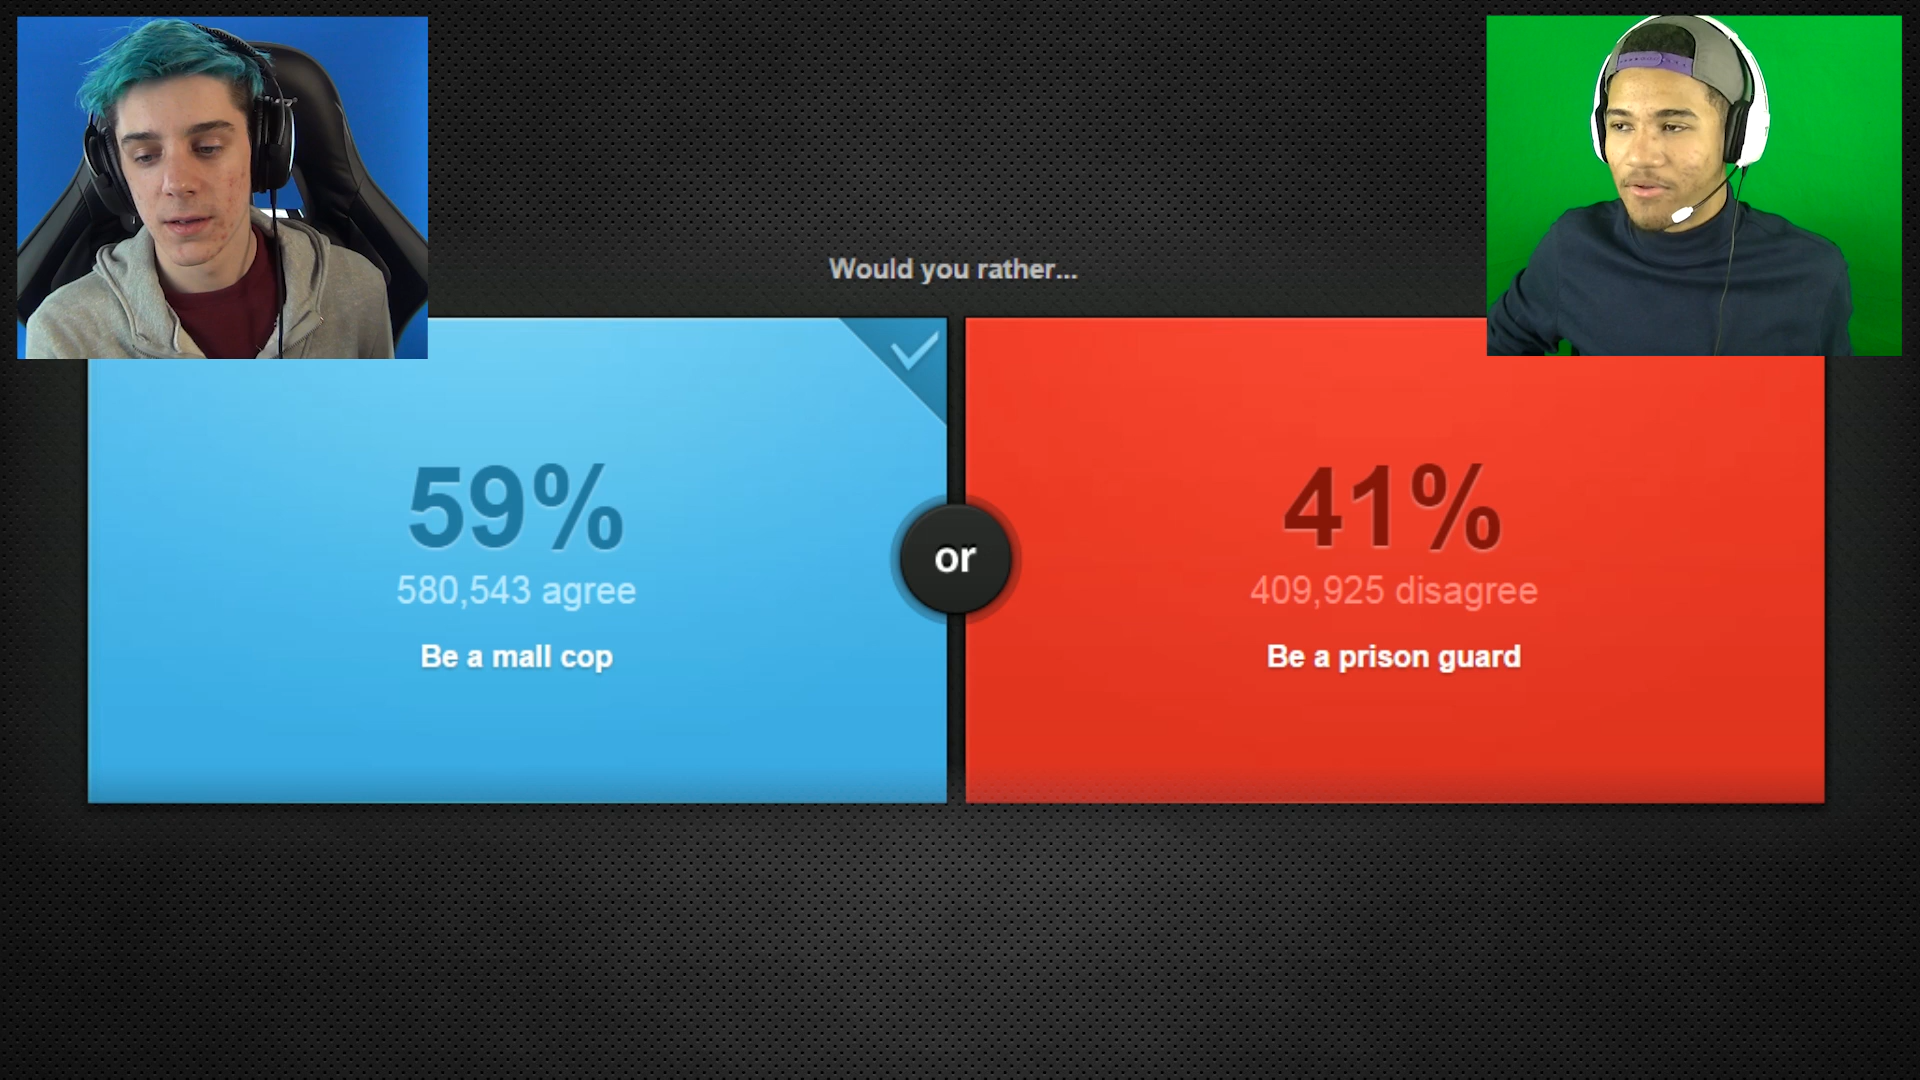 Would you rather...
59%
580,543 agree
Be a mall cop
or
41%
409,925 disagree
Be a prison guard